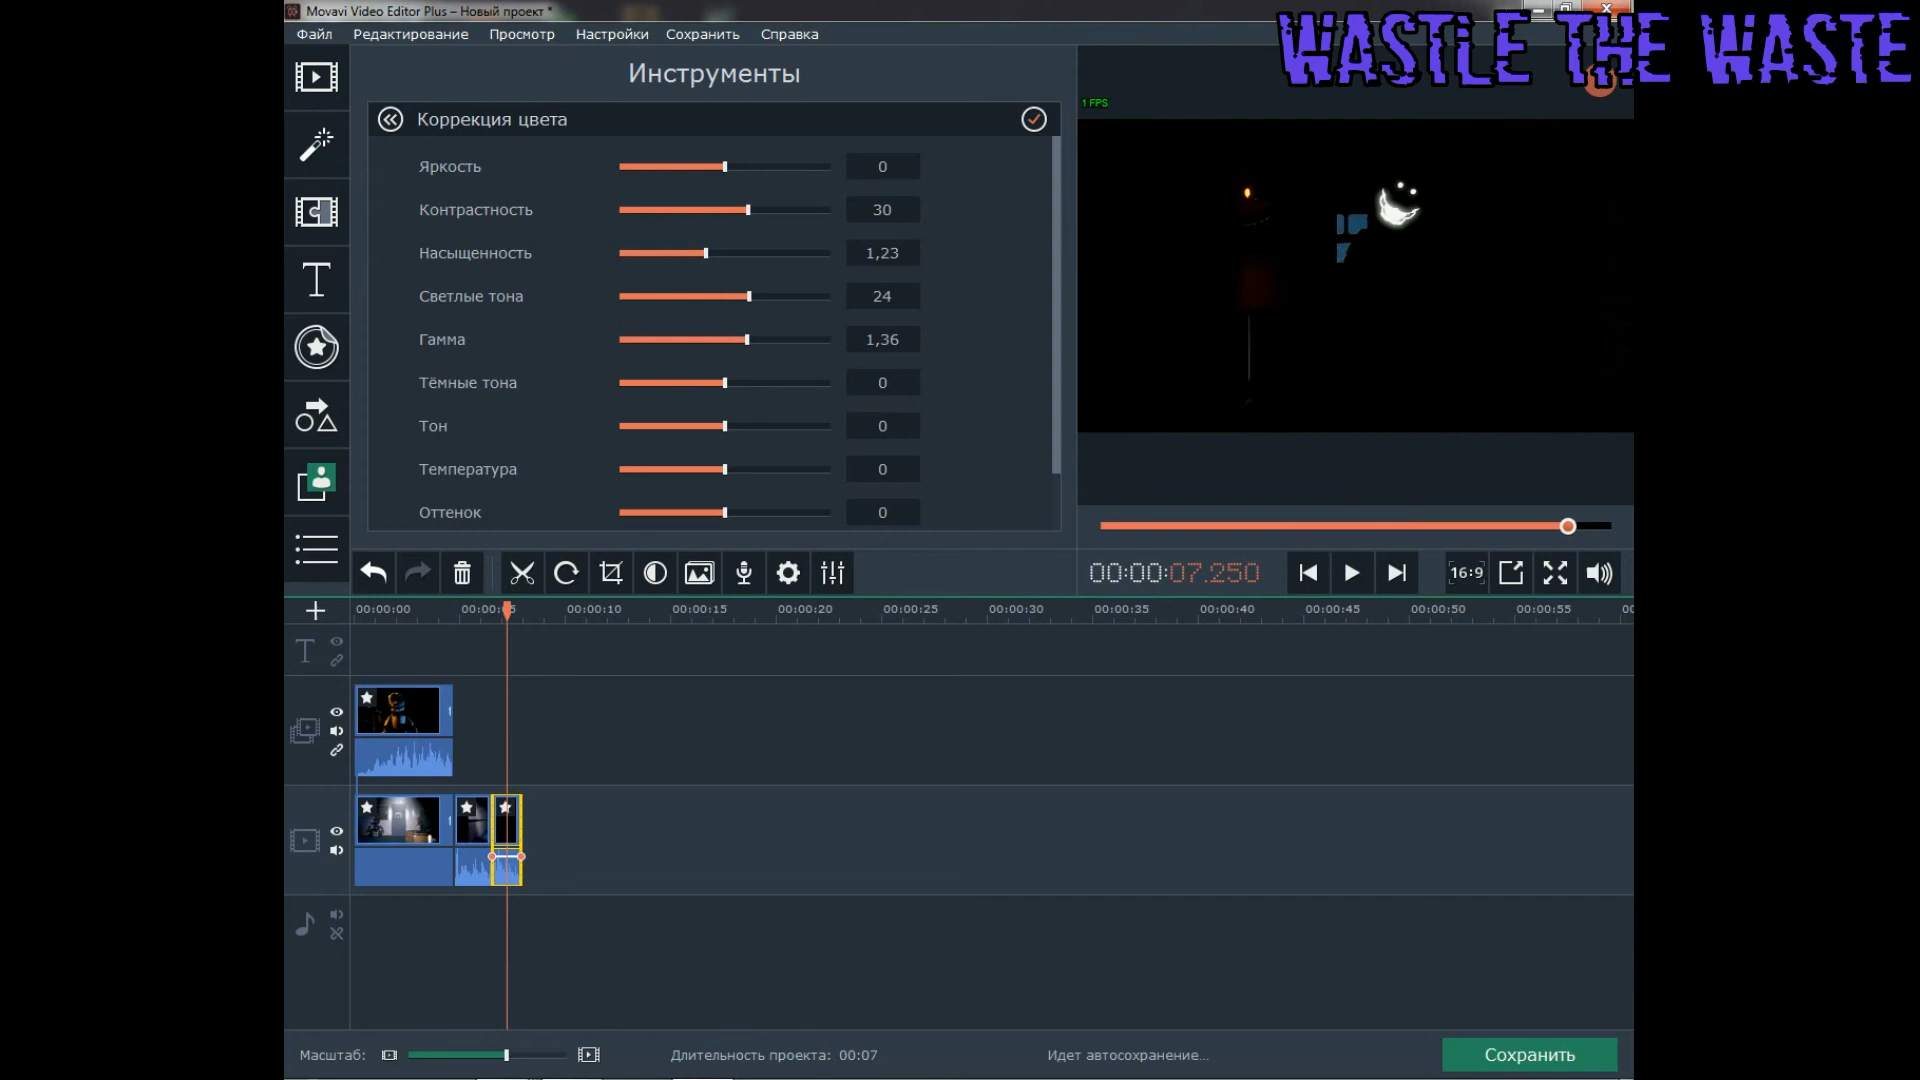 Movavi Video Editor Plus – Новый проект *
WASTLE THE WASTE
Файл Редактирование Просмотр Настройки Сохранить Справка
Инструменты
1 FPS
Коррекция цвета
Яркость 0
Контрастность 30
Насыщенность 1,23
Светлые тона 24
Гамма 1,36
Тёмные тона 0
Тон 0
Температура 0
Оттенок 0
00:00:07.250
16:9
00:00:00 00:00:05 00:00:10 00:00:15 00:00:20 00:00:25 00:00:30 00:00:35 00:00:40 00:00:45 00:00:50 00:00:55
Масштаб: Длительность проекта: 00:07 Идет автосохранение... Сохранить